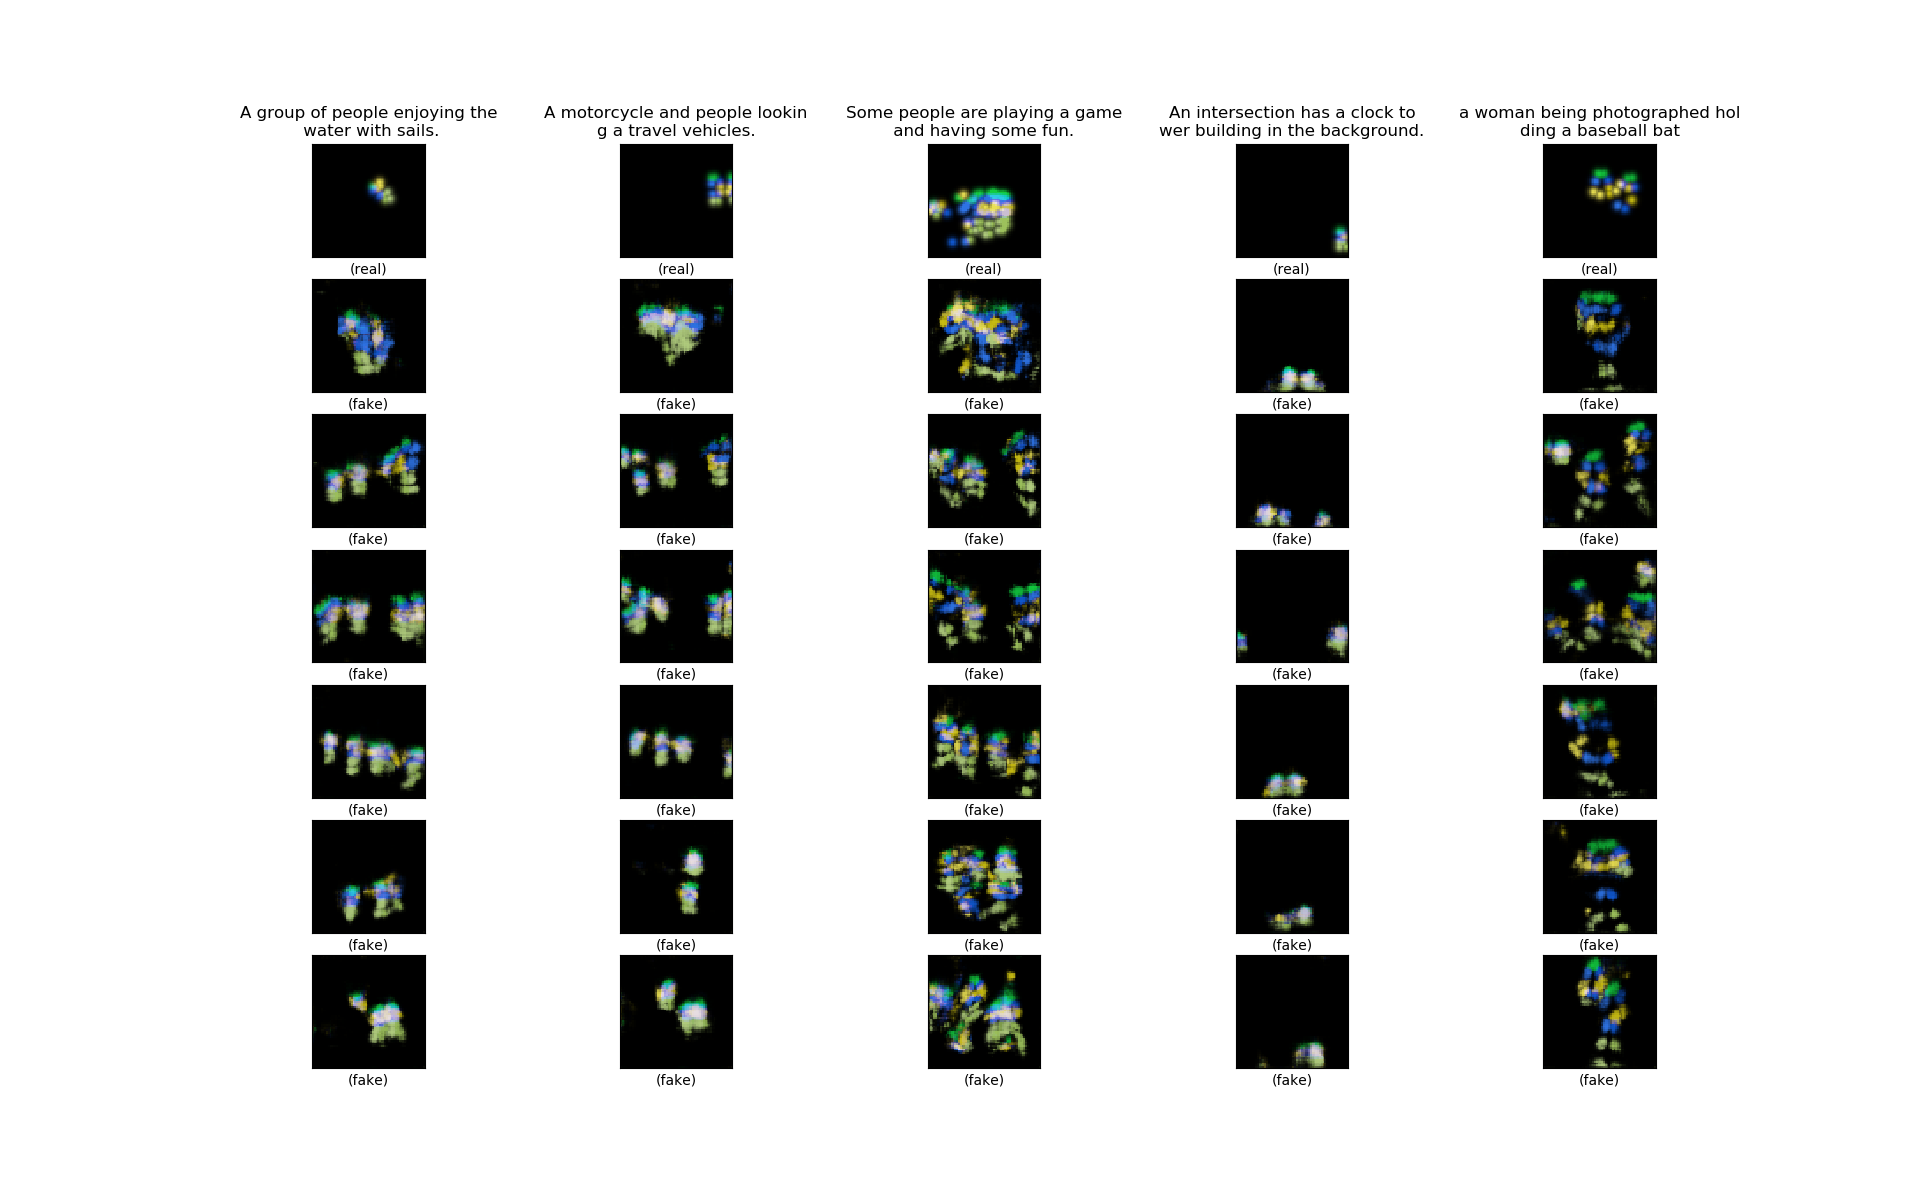 A group of people enjoying the
water with sails.
A motorcycle and people lookin
g a travel vehicles.
Some people are playing a game
and having some fun.
An intersection has a clock to
wer building in the background.
a woman being photographed hol
ding a baseball bat
(real) (real) (real) (real) (real)
(fake) (fake) (fake) (fake) (fake)
(fake) (fake) (fake) (fake) (fake)
(fake) (fake) (fake) (fake) (fake)
(fake) (fake) (fake) (fake) (fake)
(fake) (fake) (fake) (fake) (fake)
(fake) (fake) (fake) (fake) (fake)